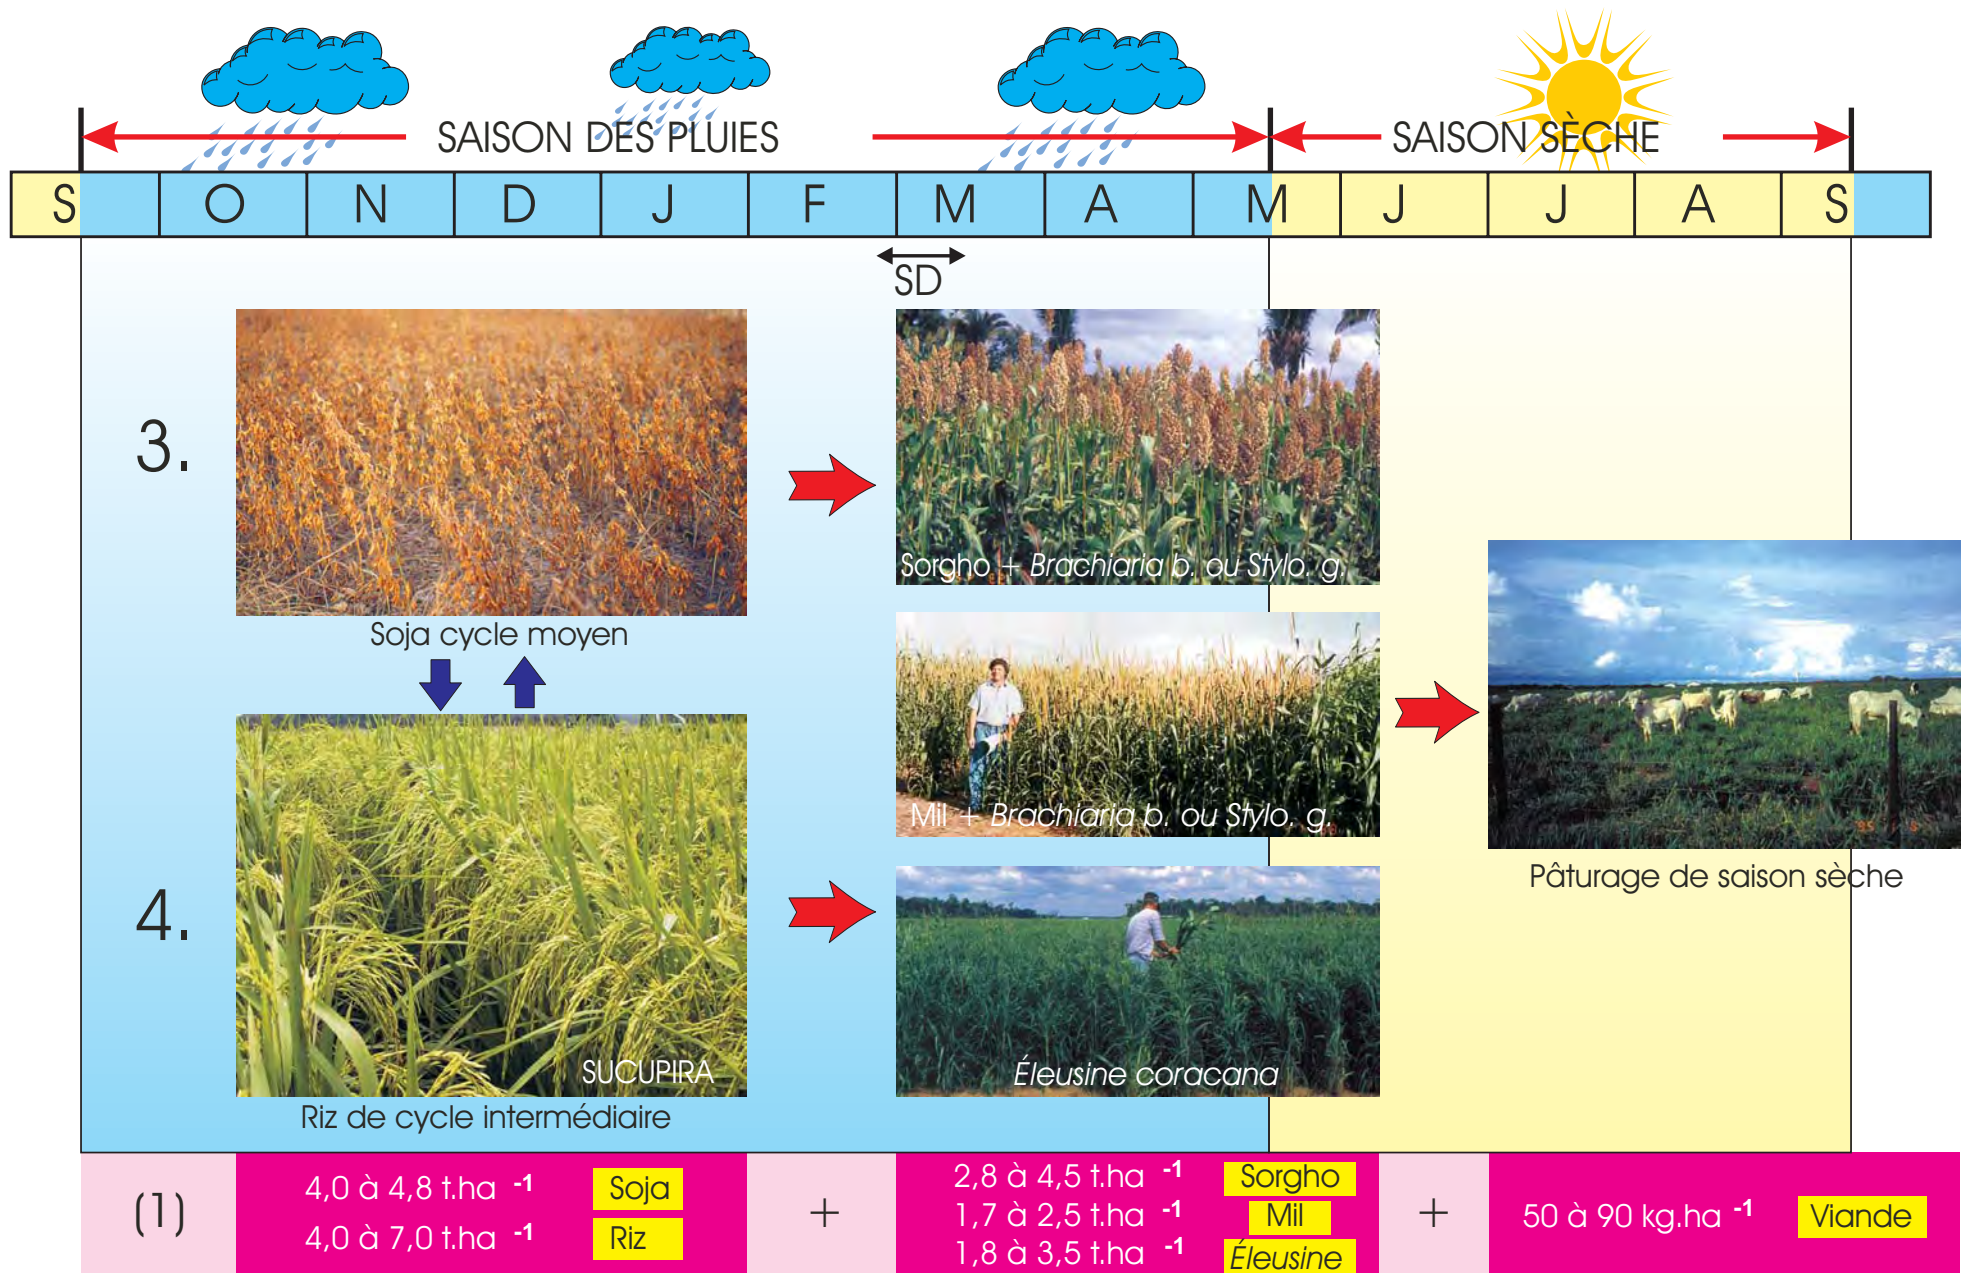 SAISON DES PLUIES
SAISON SÈCHE
S O N D J F M A M J J A S
SD
3.
Sorgho + Brachiaria b. ou Stylo. g.
Soja cycle moyen
Mil + Brachiaria b. ou Stylo. g.
Pâturage de saison sèche
4.
SUCUPIRA
Éleusine coracana
Riz de cycle intermédiaire
(1)
4,0 à 4,8 t.ha -1 Soja
4,0 à 7,0 t.ha -1 Riz
+
2,8 à 4,5 t.ha -1 Sorgho
1,7 à 2,5 t.ha -1 Mil
1,8 à 3,5 t.ha -1 Éleusine
+
50 à 90 kg.ha -1 Viande